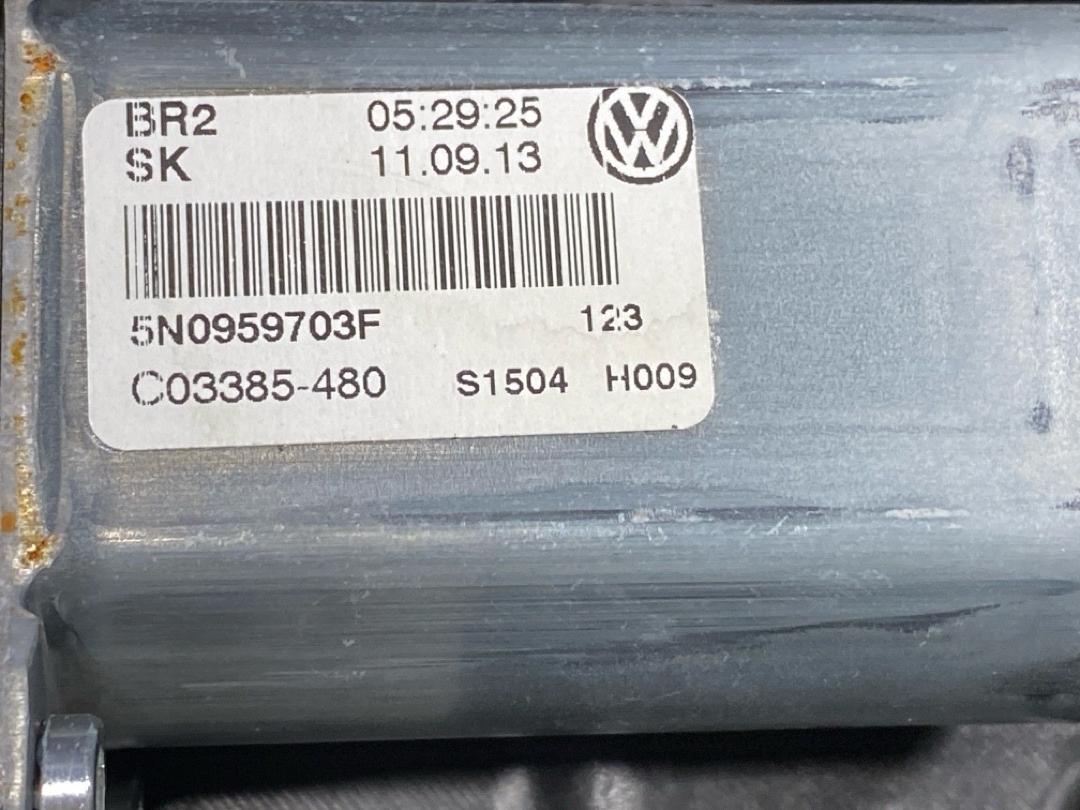 BR2 05:29:25
SK 11.09.13
5N0959703F 123
C03385-480 S1504 H009